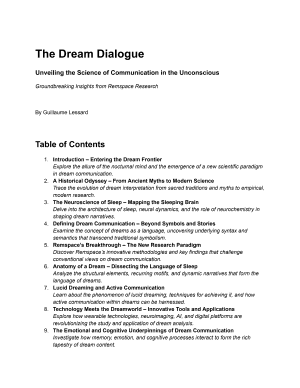 The Dream Dialogue
Unveiling the Science of Communication in the Unconscious
Groundbreaking Insights from Remspace Research
By Guillaume Lessard
Table of Contents
1. Introduction – Entering the Dream Frontier
Explore the allure of the nocturnal mind and the emergence of a new scientific paradigm
in dream communication.
2. A Historical Odyssey – From Ancient Myths to Modern Science
Trace the evolution of dream interpretation from sacred traditions and myths to empirical,
modern research.
3. The Neuroscience of Sleep – Mapping the Sleeping Brain
Delve into the architecture of sleep, neural dynamics, and the role of neurochemistry in
shaping dream narratives.
4. Defining Dream Communication – Beyond Symbols and Stories
Examine the concept of dreams as a language, uncovering underlying syntax and
semantics that transcend traditional symbolism.
5. Remspace's Breakthrough – The New Research Paradigm
Discover Remspace's innovative methodologies and key findings that challenge
conventional views on dream communication.
6. Anatomy of a Dream – Dissecting the Language of Sleep
Analyze the structural elements, recurring motifs, and dynamic narratives that form the
language of dreams.
7. Lucid Dreaming and Active Communication
Learn about the phenomenon of lucid dreaming, techniques for achieving it, and how
active communication within dreams can be harnessed.
8. Technology Meets the Dreamworld – Innovative Tools and Applications
Explore how wearable technologies, neuroimaging, AI, and digital platforms are
revolutionizing the study and application of dream analysis.
9. The Emotional and Cognitive Underpinnings of Dream Communication
Investigate how memory, emotion, and cognitive processes interact to form the rich
tapestry of dream content.